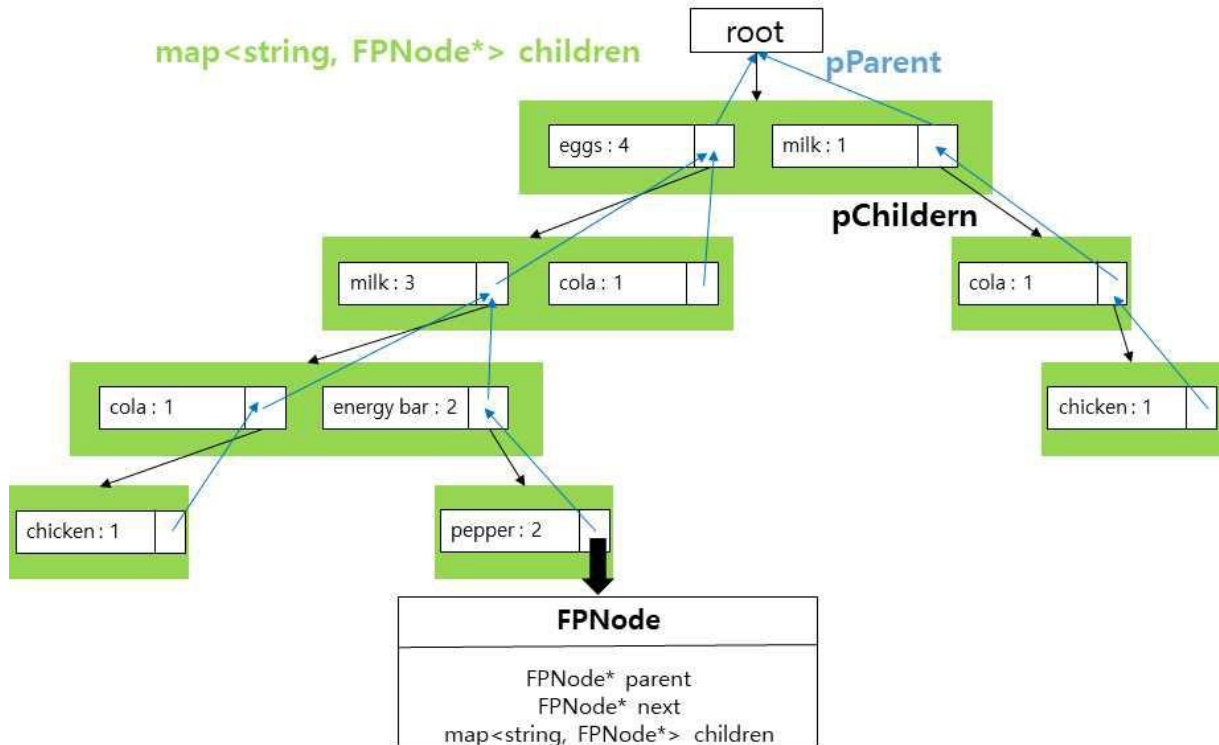 root
map<string, FPNode*> children
pParent
eggs : 4
milk : 1
pChildern
milk : 3
cola : 1
cola : 1
cola : 1
energy bar : 2
chicken : 1
chicken : 1
pepper : 2
FPNode
FPNode* parent
FPNode* next
map<string, FPNode*> children